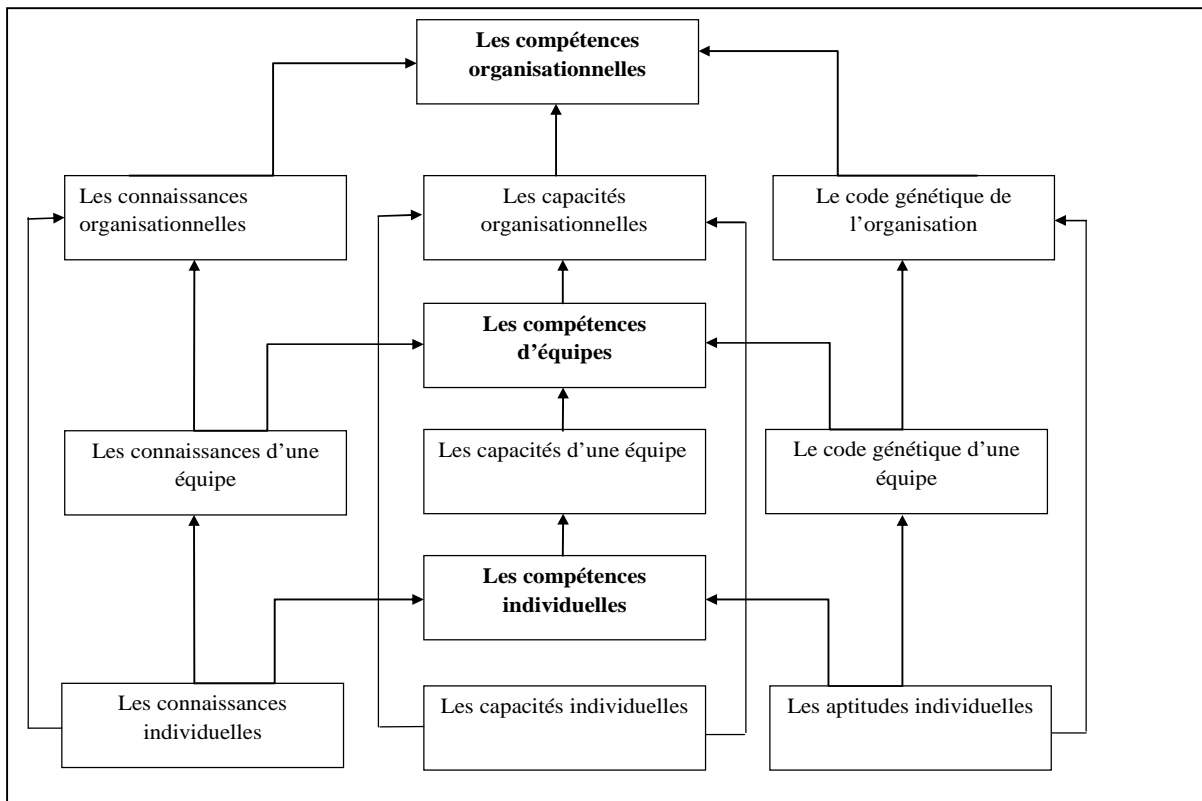 Les compétences
organisationnelles
Les connaissances
organisationnelles
Les capacités
organisationnelles
Le code génétique de
l’organisation
Les compétences
d’équipes
Les connaissances d’une
équipe
Les capacités d’une équipe
Le code génétique d’une
équipe
Les compétences
individuelles
Les connaissances
individuelles
Les capacités individuelles
Les aptitudes individuelles